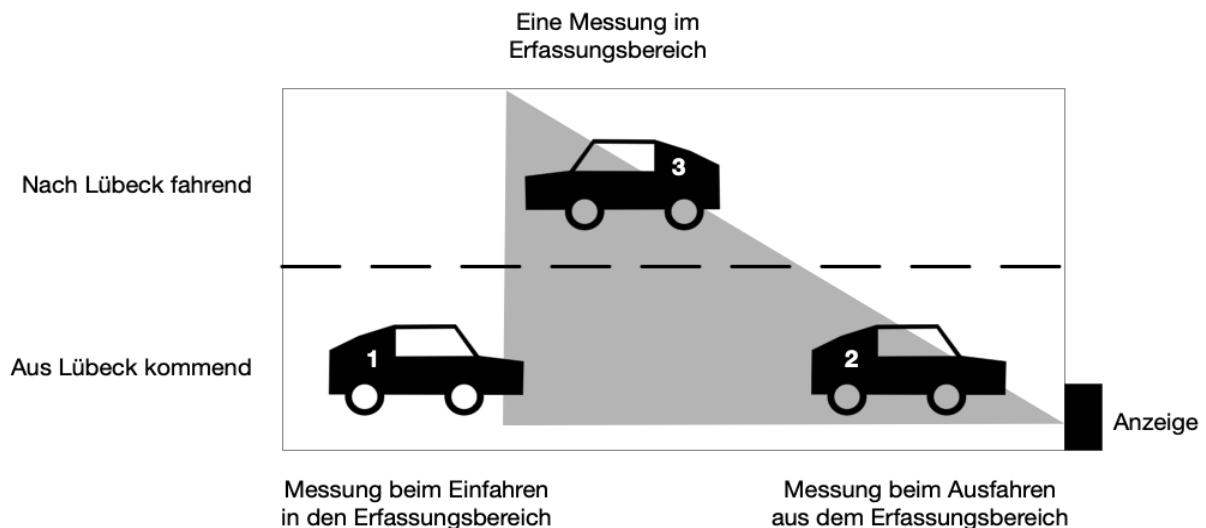 Eine Messung im
Erfassungsbereich
Nach Lübeck fahrend
3
Aus Lübeck kommend
1
2
Anzeige
Messung beim Einfahren
in den Erfassungsbereich
Messung beim Ausfahren
aus dem Erfassungsbereich